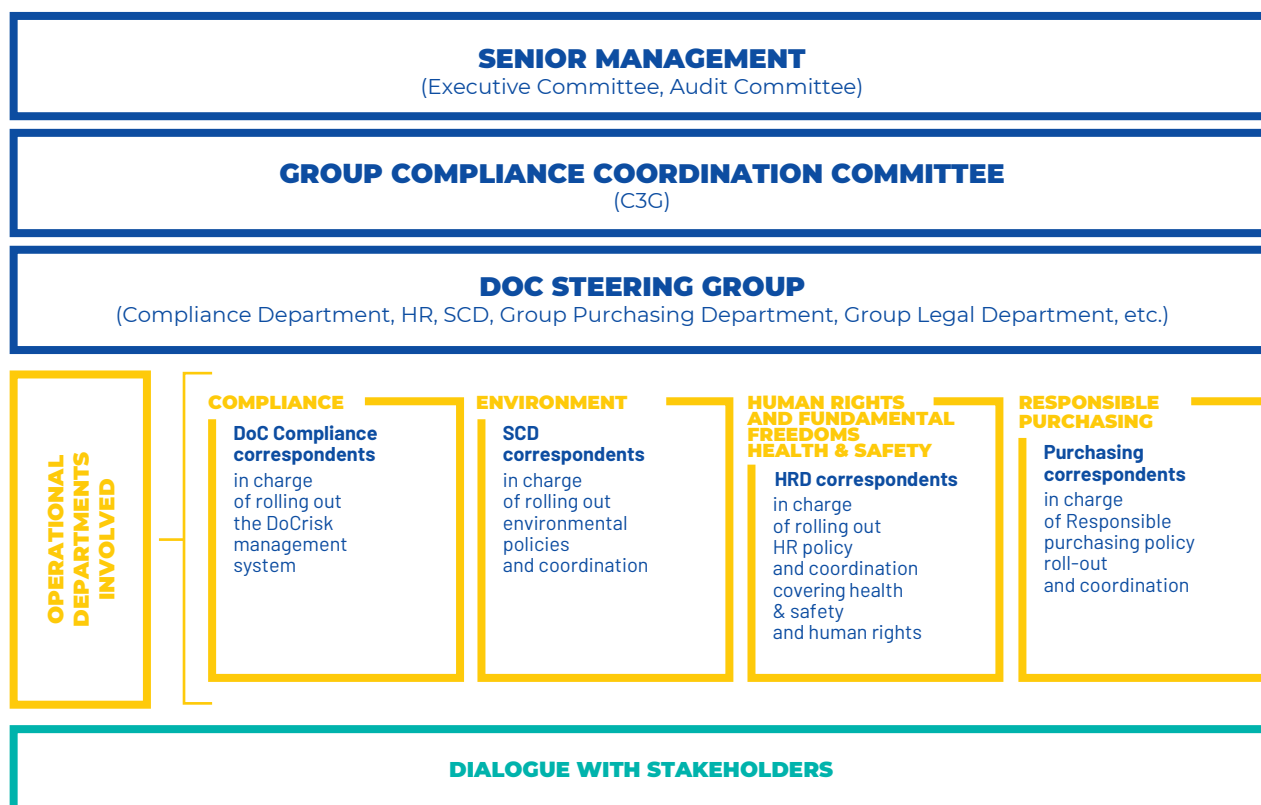 SENIOR MANAGEMENT
(Executive Committee, Audit Committee)
GROUP COMPLIANCE COORDINATION COMMITTEE
(C3G)
DOC STEERING GROUP
(Compliance Department, HR, SCD, Group Purchasing Department, Group Legal Department, etc.)
OPERATIONAL
DEPARTMENTS
INVOLVED
COMPLIANCE
DoC Compliance
correspondents
in charge
of rolling out
the DoCrisk
management
system
ENVIRONMENT
SCD
correspondents
in charge
of rolling out
environmental
policies
and coordination
HUMAN RIGHTS
AND FUNDAMENTAL
FREEDOMS
HEALTH & SAFETY
HRD correspondents
in charge
of rolling out
HR policy
and coordination
covering health
& safety
and human rights
RESPONSIBLE
PURCHASING
Purchasing
correspondents
in charge
of Responsible
purchasing policy
roll-out
and coordination
DIALOGUE WITH STAKEHOLDERS